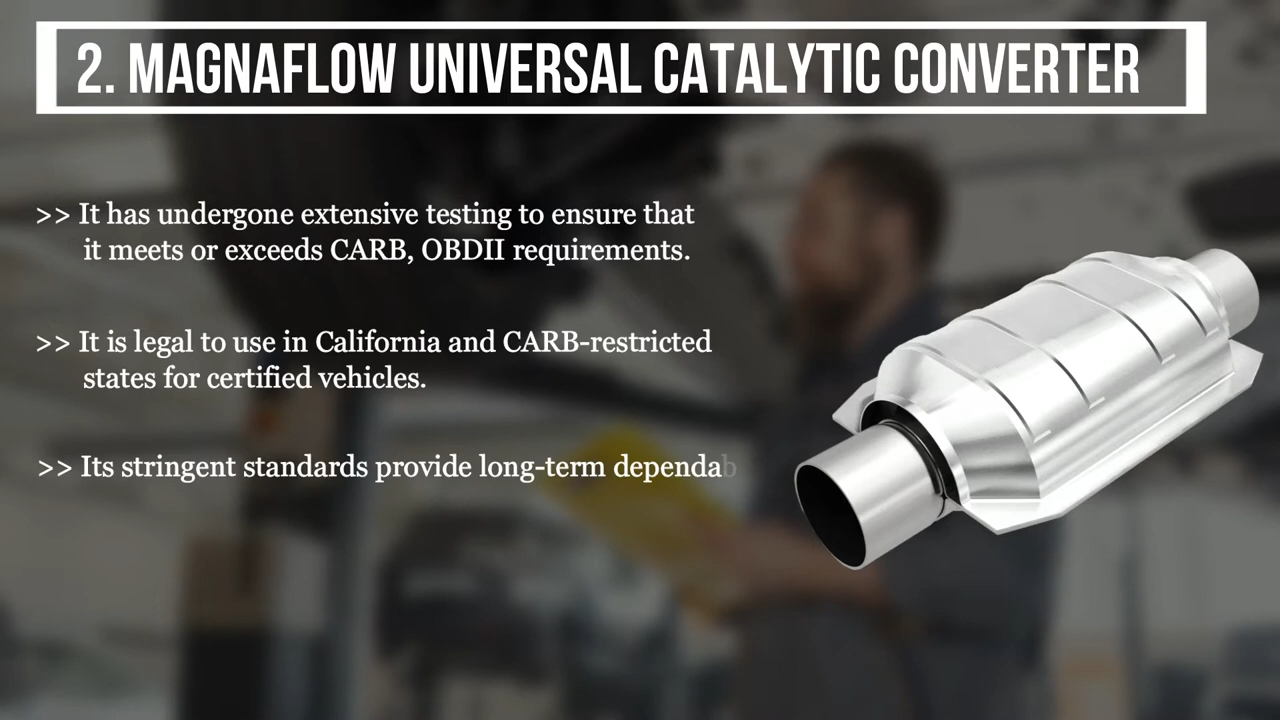 2. MAGNAFLOW UNIVERSAL CATALYTIC CONVERTER
>> It has undergone extensive testing to ensure that
it meets or exceeds CARB, OBDII requirements.
>> It is legal to use in California and CARB-restricted
states for certified vehicles.
>> Its stringent standards provide long-term dependab